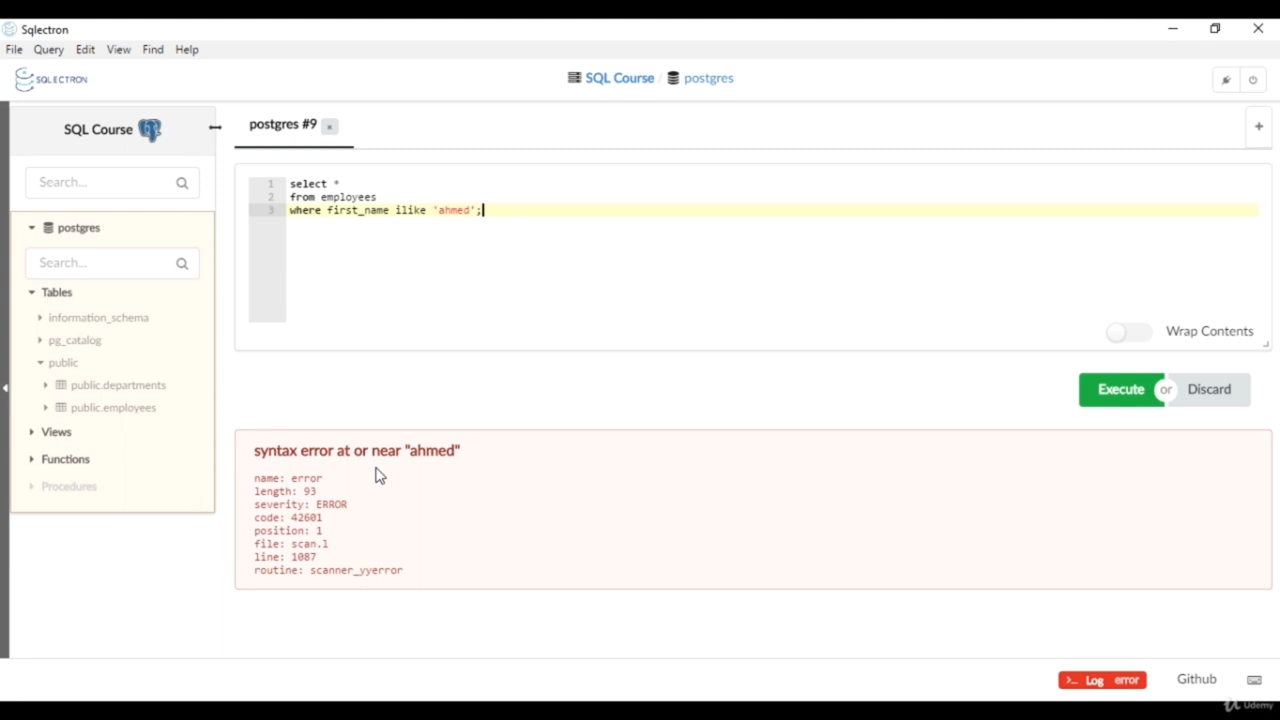 Sqlectron
File Query Edit View Find Help
SQLECTRON
SQL Course / postgres
SQL Course
postgres #9
Search...
postgres
Search...
Tables
information_schema
pg_catalog
public
public.departments
public.employees
Views
Functions
Procedures
1 select *
2 from employees
3 where first_name ilike 'ahmed';
Wrap Contents
Execute or Discard
syntax error at or near "ahmed"
name: error
length: 93
severity: ERROR
code: 42601
position: 1
file: scan.l
line: 1087
routine: scanner_yyerror
>_ Log error
Github
Udemy